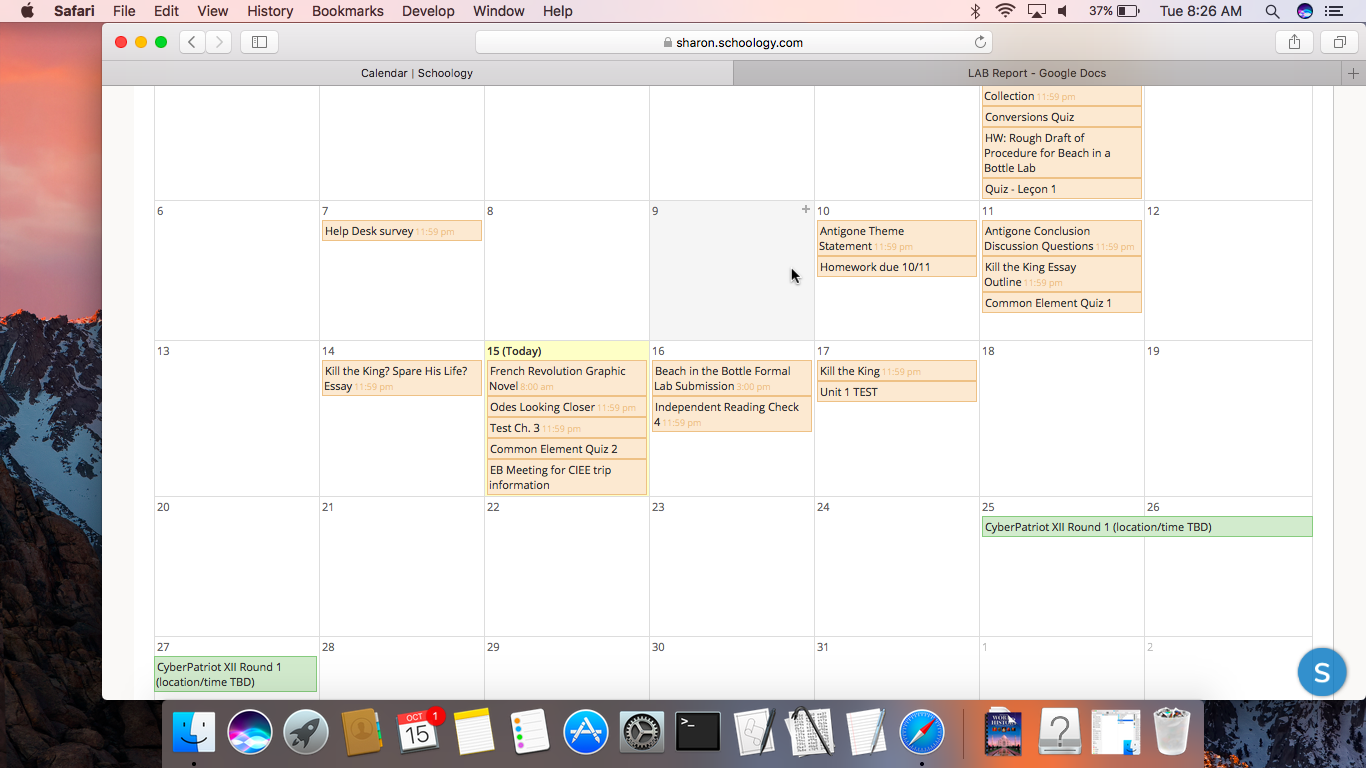 Safari File Edit View History Bookmarks Develop Window Help 37% Tue 8:26 AM
sharon.schoology.com
Calendar | Schoology
LAB Report - Google Docs
Collection 11:59 pm
Conversions Quiz
HW: Rough Draft of
Procedure for Beach in a
Bottle Lab
Quiz - Leçon 1
6
7
Help Desk survey 11:59 pm
8
9
10
Antigone Theme
Statement 11:59 pm
Homework due 10/11
11
Antigone Conclusion
Discussion Questions 11:59 pm
Kill the King Essay
Outline 11:59 pm
Common Element Quiz 1
12
13
14
Kill the King? Spare His Life?
Essay 11:59 pm
15 (Today)
French Revolution Graphic
Novel 8:00 am
Odes Looking Closer 11:59 pm
Test Ch. 3 11:59 pm
Common Element Quiz 2
EB Meeting for CIEE trip
information
16
Beach in the Bottle Formal
Lab Submission 3:00 pm
Independent Reading Check
4 11:59 pm
17
Kill the King 11:59 pm
Unit 1 TEST
18
19
20
21
22
23
24
25
26
CyberPatriot XII Round 1 (location/time TBD)
27
CyberPatriot XII Round 1
(location/time TBD)
28
29
30
31
1
2
S
OCT
15
1